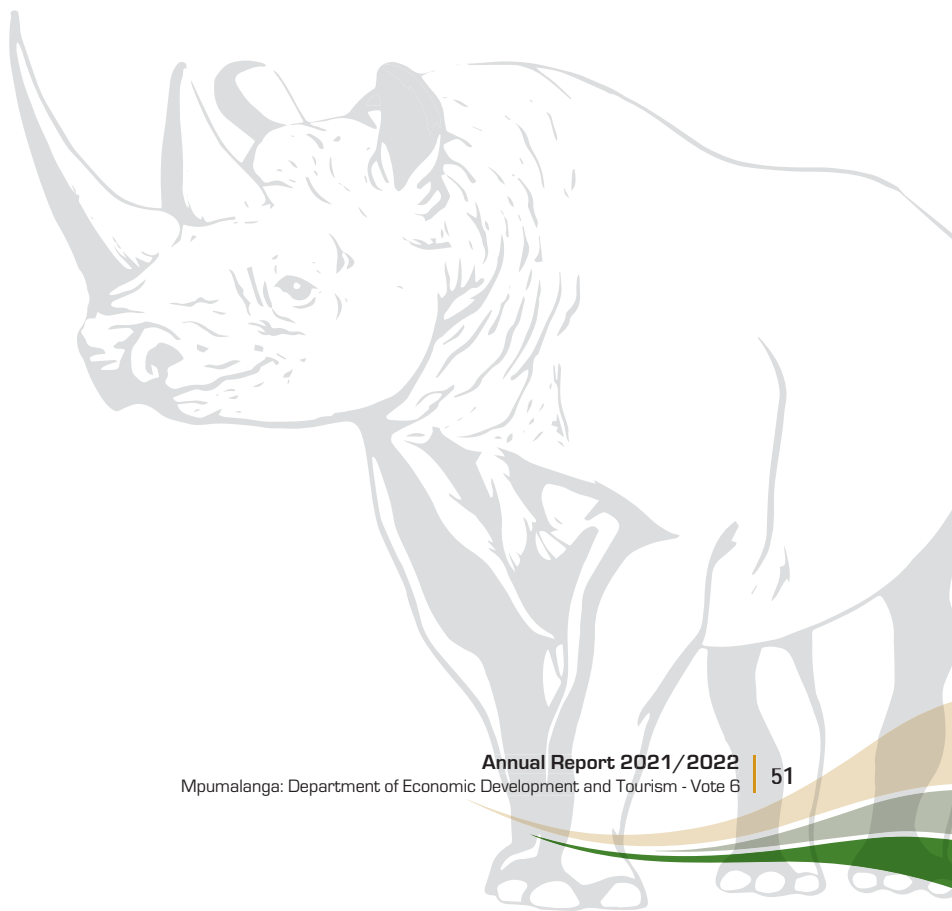 Annual Report 2021/2022
Mpumalanga: Department of Economic Development and Tourism - Vote 6
51